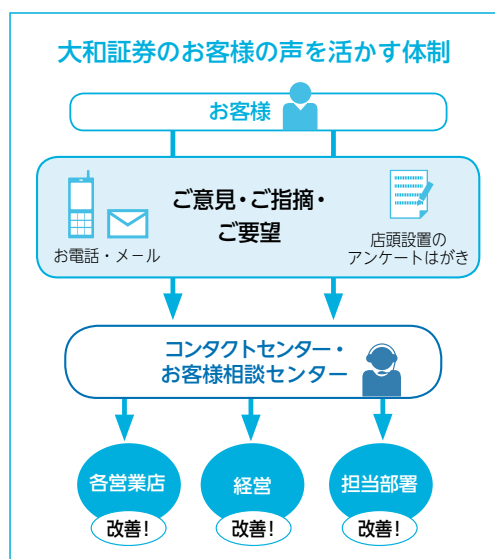 大和証券のお客様の声を活かす体制
お客様
ご意見・ご指摘・
ご要望
お電話・メール
店頭設置の
アンケートはがき
コンタクトセンター・
お客様相談センター
各営業店
経営
担当部署
改善!
改善!
改善!